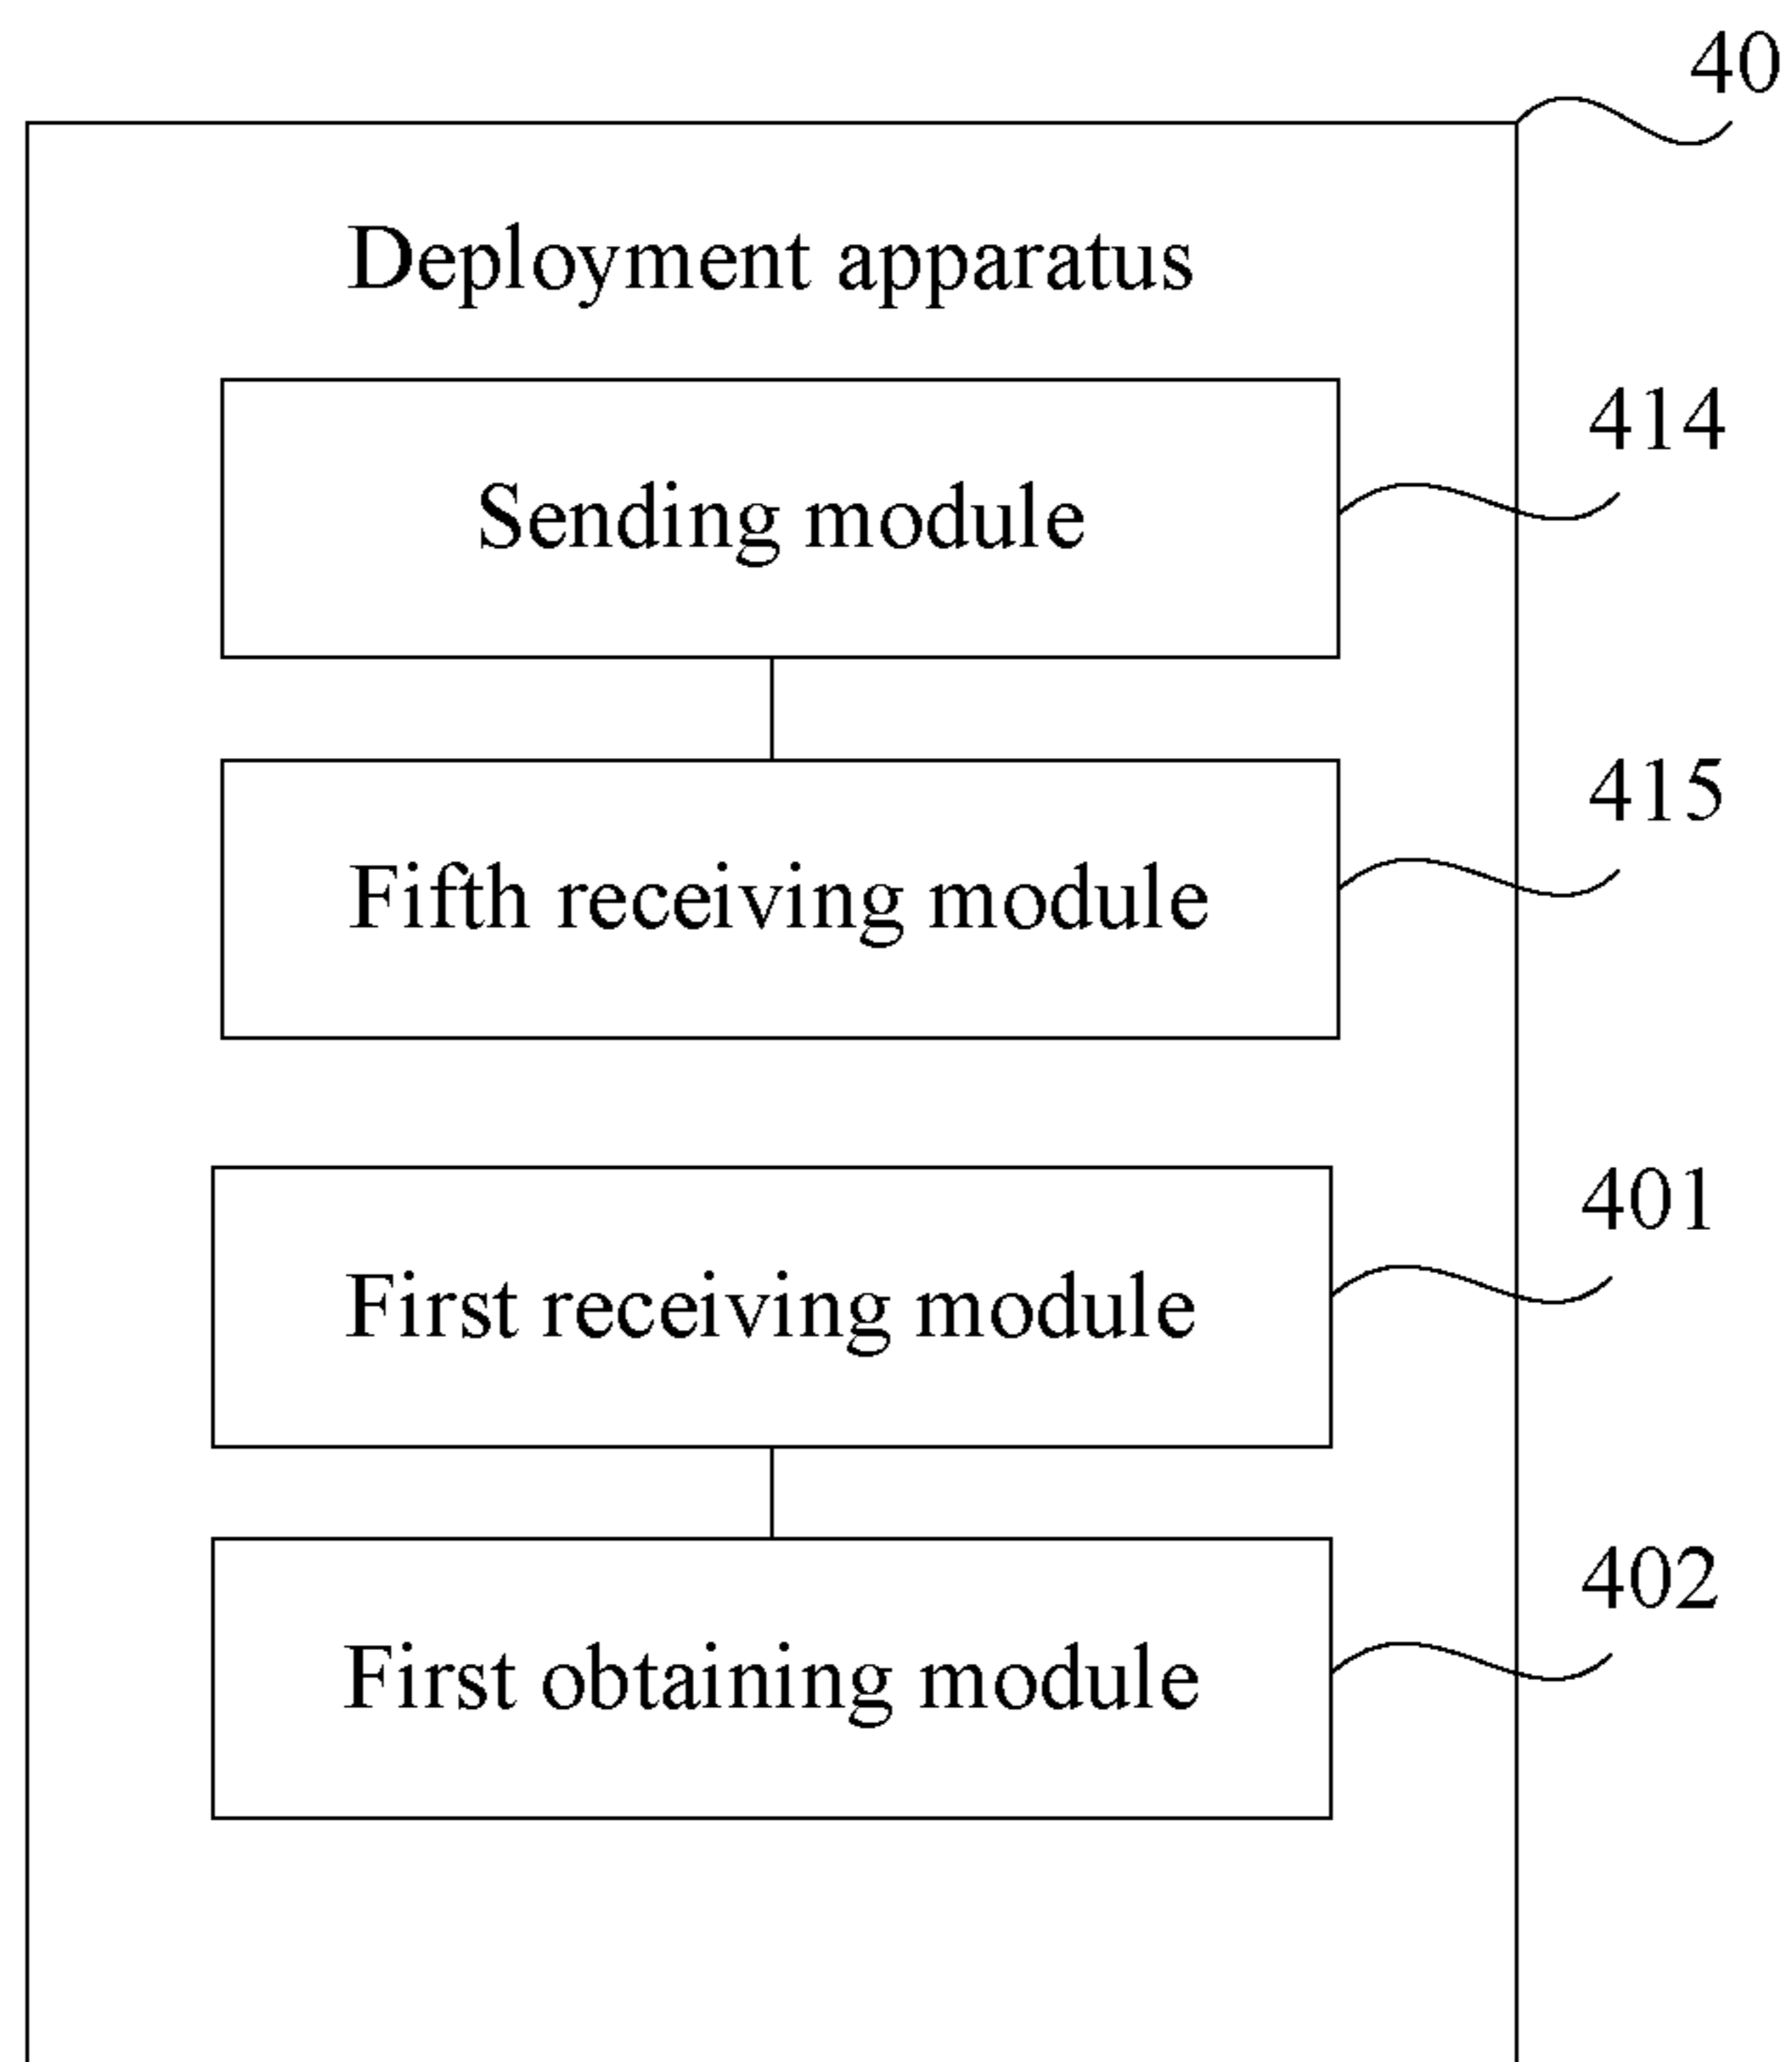 40
Deployment apparatus
414
Sending module
415
Fifth receiving module
401
First receiving module
402
First obtaining module